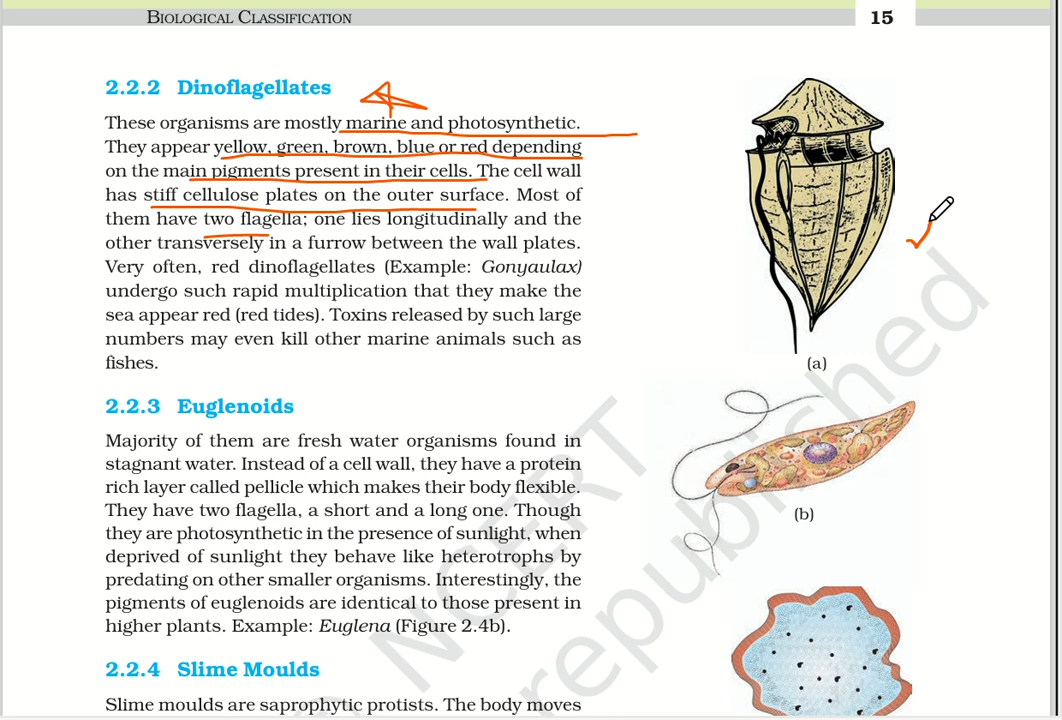 BIOLOGICAL CLASSIFICATION
15
2.2.2 Dinoflagellates
These organisms are mostly marine and photosynthetic.
They appear yellow, green, brown, blue or red depending
on the main pigments present in their cells. The cell wall
has stiff cellulose plates on the outer surface. Most of
them have two flagella; one lies longitudinally and the
other transversely in a furrow between the wall plates.
Very often, red dinoflagellates (Example: Gonyaulax)
undergo such rapid multiplication that they make the
sea appear red (red tides). Toxins released by such large
numbers may even kill other marine animals such as
fishes.
(a)
2.2.3 Euglenoids
Majority of them are fresh water organisms found in
stagnant water. Instead of a cell wall, they have a protein
rich layer called pellicle which makes their body flexible.
They have two flagella, a short and a long one. Though
they are photosynthetic in the presence of sunlight, when
deprived of sunlight they behave like heterotrophs by
predating on other smaller organisms. Interestingly, the
pigments of euglenoids are identical to those present in
higher plants. Example: Euglena (Figure 2.4b).
(b)
2.2.4 Slime Moulds
Slime moulds are saprophytic protists. The body moves
NCERT
republished